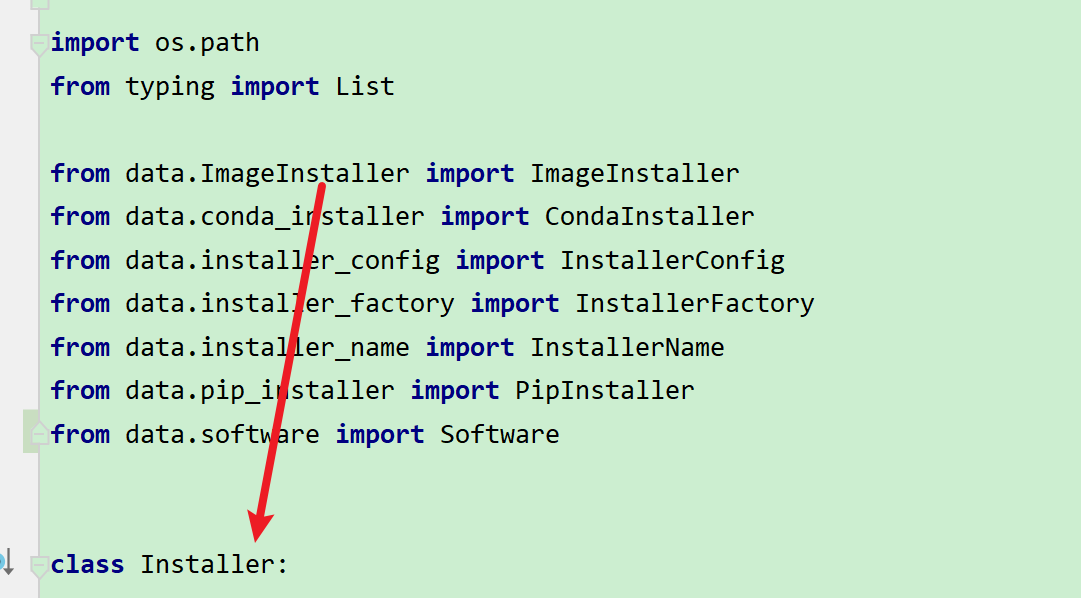 import os.path
from typing import List
from data.ImageInstaller import ImageInstaller
from data.conda_installer import CondaInstaller
from data.installer_config import InstallerConfig
from data.installer_factory import InstallerFactory
from data.installer_name import InstallerName
from data.pip_installer import PipInstaller
from data.software import Software
class Installer: